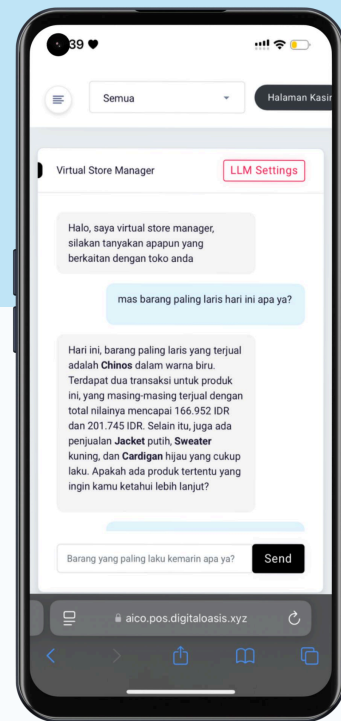 39
Semua
Halaman Kasir
Virtual Store Manager
LLM Settings
Halo, saya virtual store manager,
silakan tanyakan apapun yang
berkaitan dengan toko anda
mas barang paling laris hari ini apa ya?
Hari ini, barang paling laris yang terjual
adalah Chinos dalam warna biru.
Terdapat dua transaksi untuk produk
ini, yang masing-masing terjual dengan
total nilainya mencapai 166.952 IDR
dan 201.745 IDR. Selain itu, juga ada
penjualan Jacket putih, Sweater
kuning, dan Cardigan hijau yang cukup
laku. Apakah ada produk tertentu yang
ingin kamu ketahui lebih lanjut?
Barang yang paling laku kemarin apa ya?
Send
aico.pos.digitaloasis.xyz